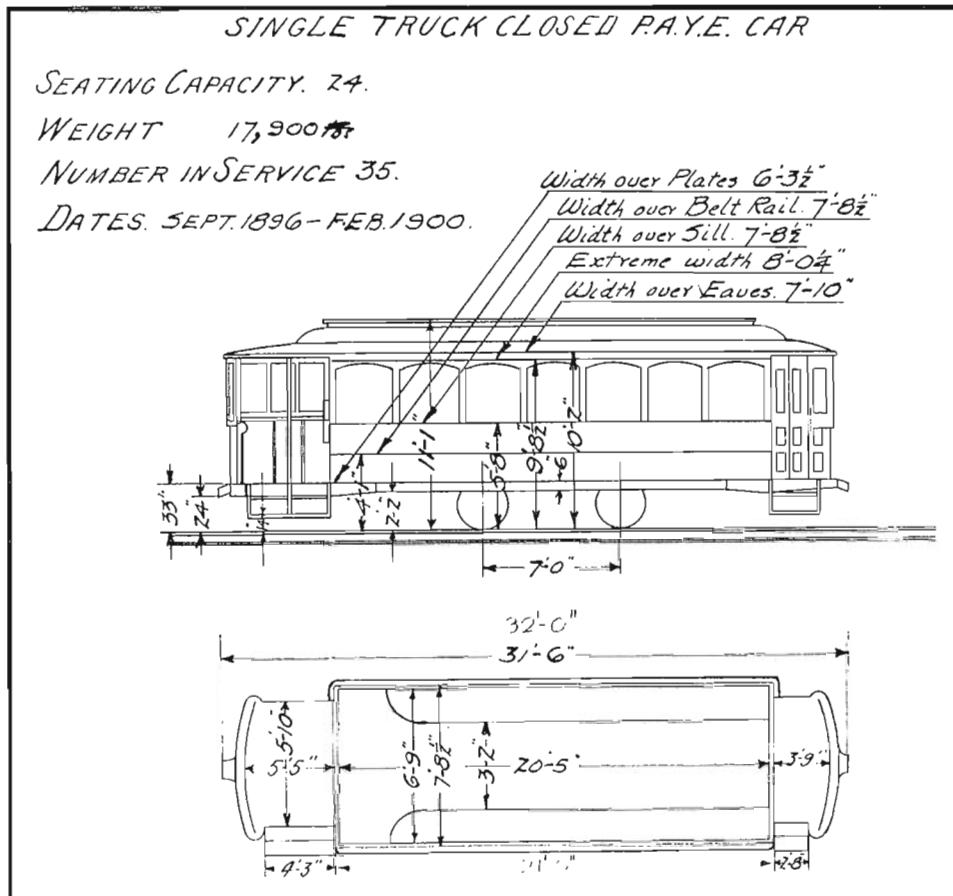 SINGLE TRUCK CLOSED P.A.Y.E. CAR
SEATING CAPACITY. 24.
WEIGHT 17,900
NUMBER IN SERVICE 35.
DATES. SEPT. 1896 - FEB. 1900.
Width over Plates 6'-3½"
Width over Belt Rail. 7'-8½"
Width over Sill. 7'-8½"
Extreme width 8'-0¼"
Width over Eaves. 7'-10"
33"
24"
4'-1"
2'-2"
11'-1"
5'-8"
9'-8½"
6"
10'-2"
7'-0"
32'-0"
31'-6"
5'-10"
5'-5"
6'-9"
7'-8½"
3'-2"
20'-5"
3'-9"
4'-3"
2'-8"